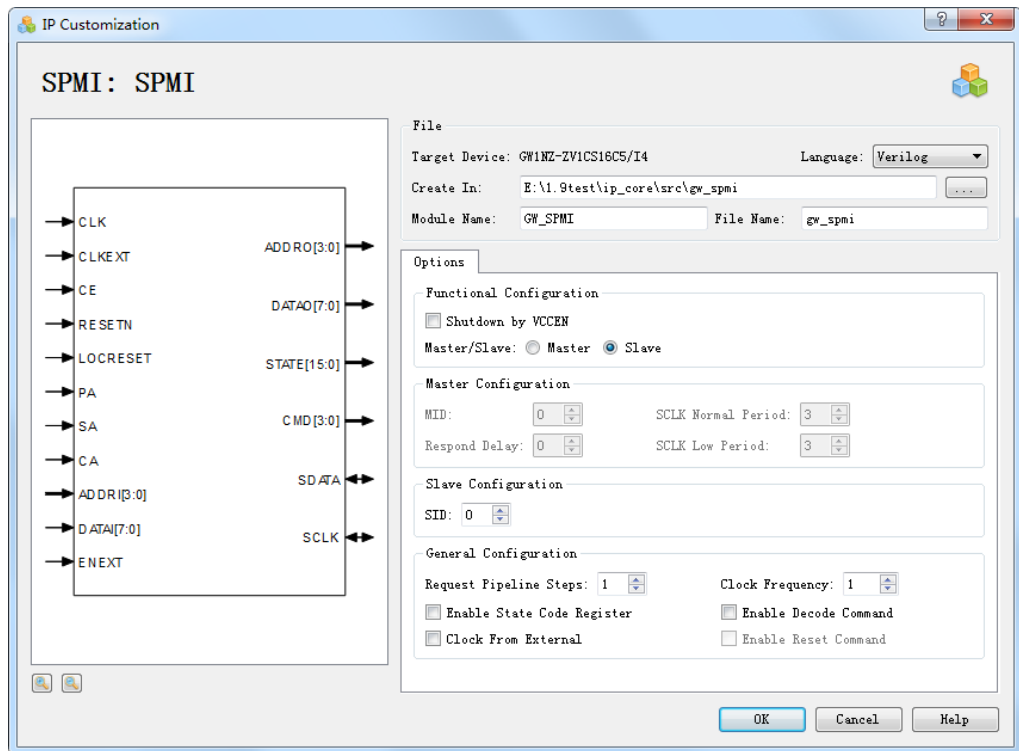 IP Customization
SPMI: SPMI
CLK
CLKEXT
CE
RESETN
LOCRESET
PA
SA
CA
ADDRI[3:0]
DATAI[7:0]
ENEXT
ADDRO[3:0]
DATAO[7:0]
STATE[15:0]
CMD[3:0]
SDATA
SCLK
File
Target Device: GW1NZ-ZV1CS16C5/I4 Language: Verilog
Create In: E:\1.9test\ip_core\src\gw_spmi ...
Module Name: GW_SPMI File Name: gw_spmi
Options
Functional Configuration
Shutdown by VCCEN
Master/Slave: Master Slave
Master Configuration
MID: 0 SCLK Normal Period: 3
Respond Delay: 0 SCLK Low Period: 3
Slave Configuration
SID: 0
General Configuration
Request Pipeline Steps: 1 Clock Frequency: 1
Enable State Code Register Enable Decode Command
Clock From External Enable Reset Command
OK Cancel Help